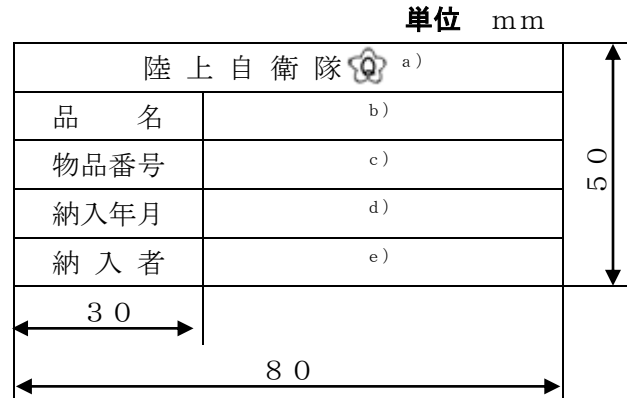 単位 mm
陸上自衛隊 a)
品 名 b)
物品番号 c)
納入年月 d)
納入者 e)
50
30
80